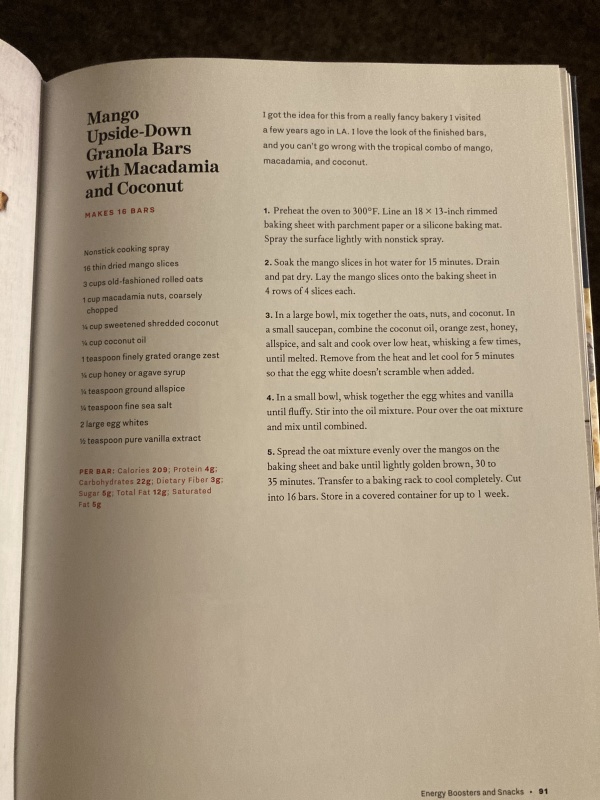 Mango
Upside-Down
Granola Bars
with Macadamia
and Coconut
MAKES 16 BARS
Nonstick cooking spray
16 thin dried mango slices
3 cups old-fashioned rolled oats
1 cup macadamia nuts, coarsely
chopped
cup sweetened shredded coconut
cup coconut oil
1 teaspoon finely grated orange zest
cup honey or agave syrup
teaspoon ground allspice
teaspoon fine sea salt
2 large egg whites
½ teaspoon pure vanilla extract
PER BAR: Calories 209; Protein 4g;
Carbohydrates 22g; Dietary Fiber 3g;
Sugar 5g; Total Fat 12g; Saturated
Fat 5g
I got the idea for this from a really fancy bakery I visited
a few years ago in LA. I love the look of the finished bars,
and you can't go wrong with the tropical combo of mango,
macadamia, and coconut.
1. Preheat the oven to 300°F. Line an 18 × 13-inch rimmed
baking sheet with parchment paper or a silicone baking mat.
Spray the surface lightly with nonstick spray.
2. Soak the mango slices in hot water for 15 minutes. Drain
and pat dry. Lay the mango slices onto the baking sheet in
4 rows of 4 slices each.
3. In a large bowl, mix together the oats, nuts, and coconut. In
a small saucepan, combine the coconut oil, orange zest, honey,
allspice, and salt and cook over low heat, whisking a few times,
until melted. Remove from the heat and let cool for 5 minutes
so that the egg white doesn't scramble when added.
4. In a small bowl, whisk together the egg whites and vanilla
until fluffy. Stir into the oil mixture. Pour over the oat mixture
and mix until combined.
5. Spread the oat mixture evenly over the mangos on the
baking sheet and bake until lightly golden brown, 30 to
35 minutes. Transfer to a baking rack to cool completely. Cut
into 16 bars. Store in a covered container for up to 1 week.
Energy Boosters and Snacks • 91